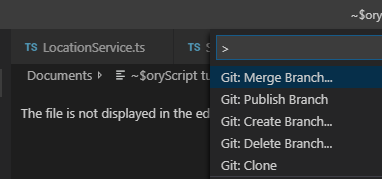 ~$ory
TS LocationService.ts TS S
>
Documents ~$oryScript tu
Git: Merge Branch...
Git: Publish Branch
The file is not displayed in the ed
Git: Create Branch...
Git: Delete Branch...
Git: Clone